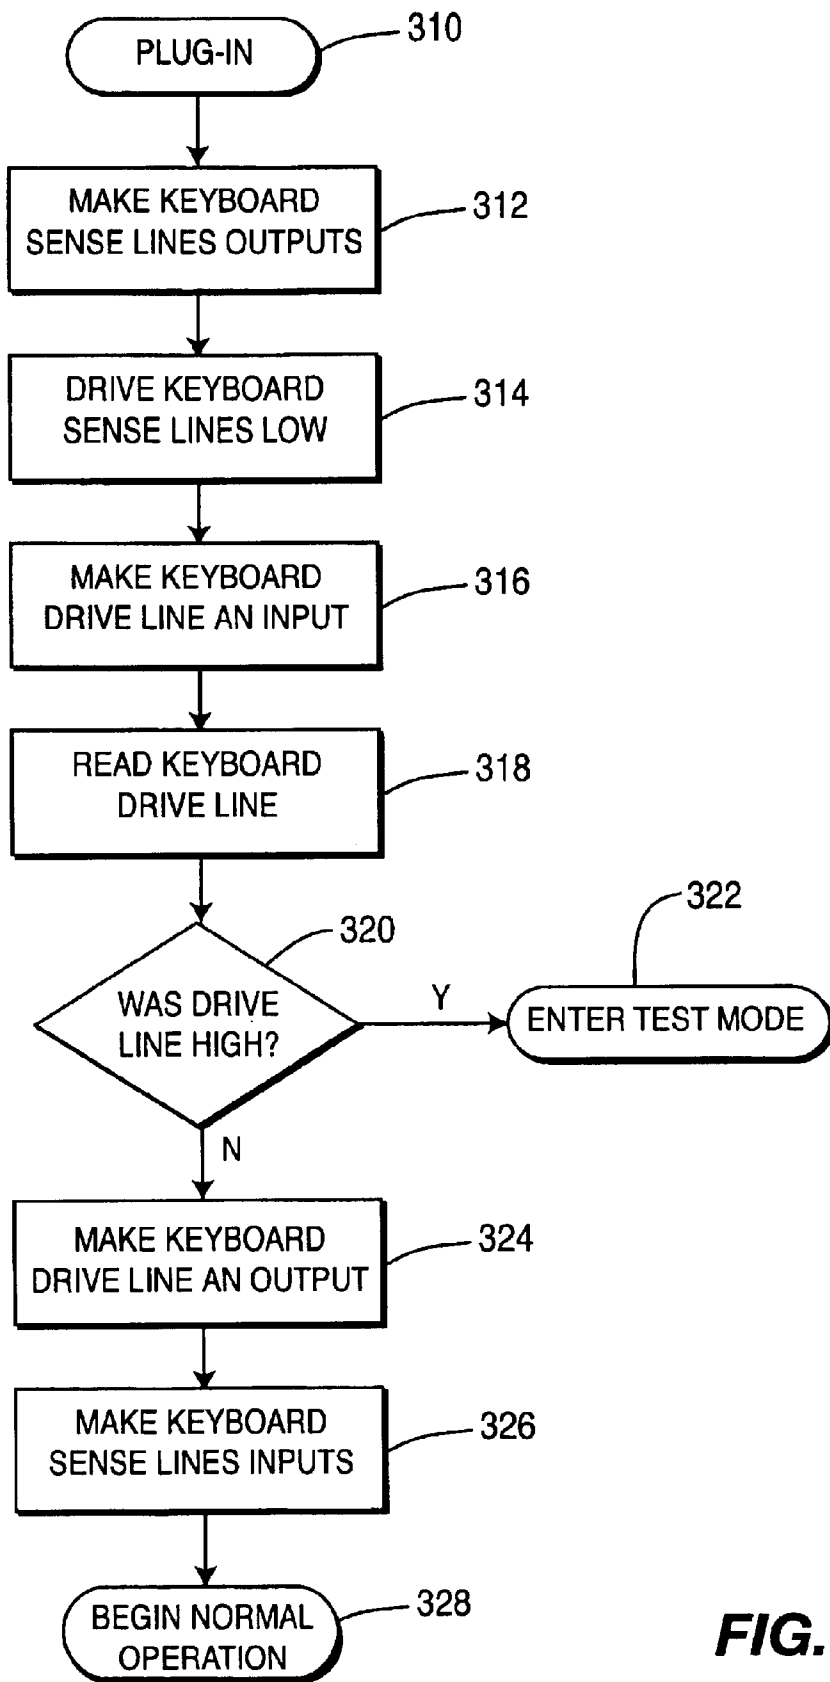 PLUG-IN
310
MAKE KEYBOARD
SENSE LINES OUTPUTS
312
DRIVE KEYBOARD
SENSE LINES LOW
314
MAKE KEYBOARD
DRIVE LINE AN INPUT
316
READ KEYBOARD
DRIVE LINE
318
320
WAS DRIVE
LINE HIGH?
Y
322
ENTER TEST MODE
N
MAKE KEYBOARD
DRIVE LINE AN OUTPUT
324
MAKE KEYBOARD
SENSE LINES INPUTS
326
BEGIN NORMAL
OPERATION
328
FIG.